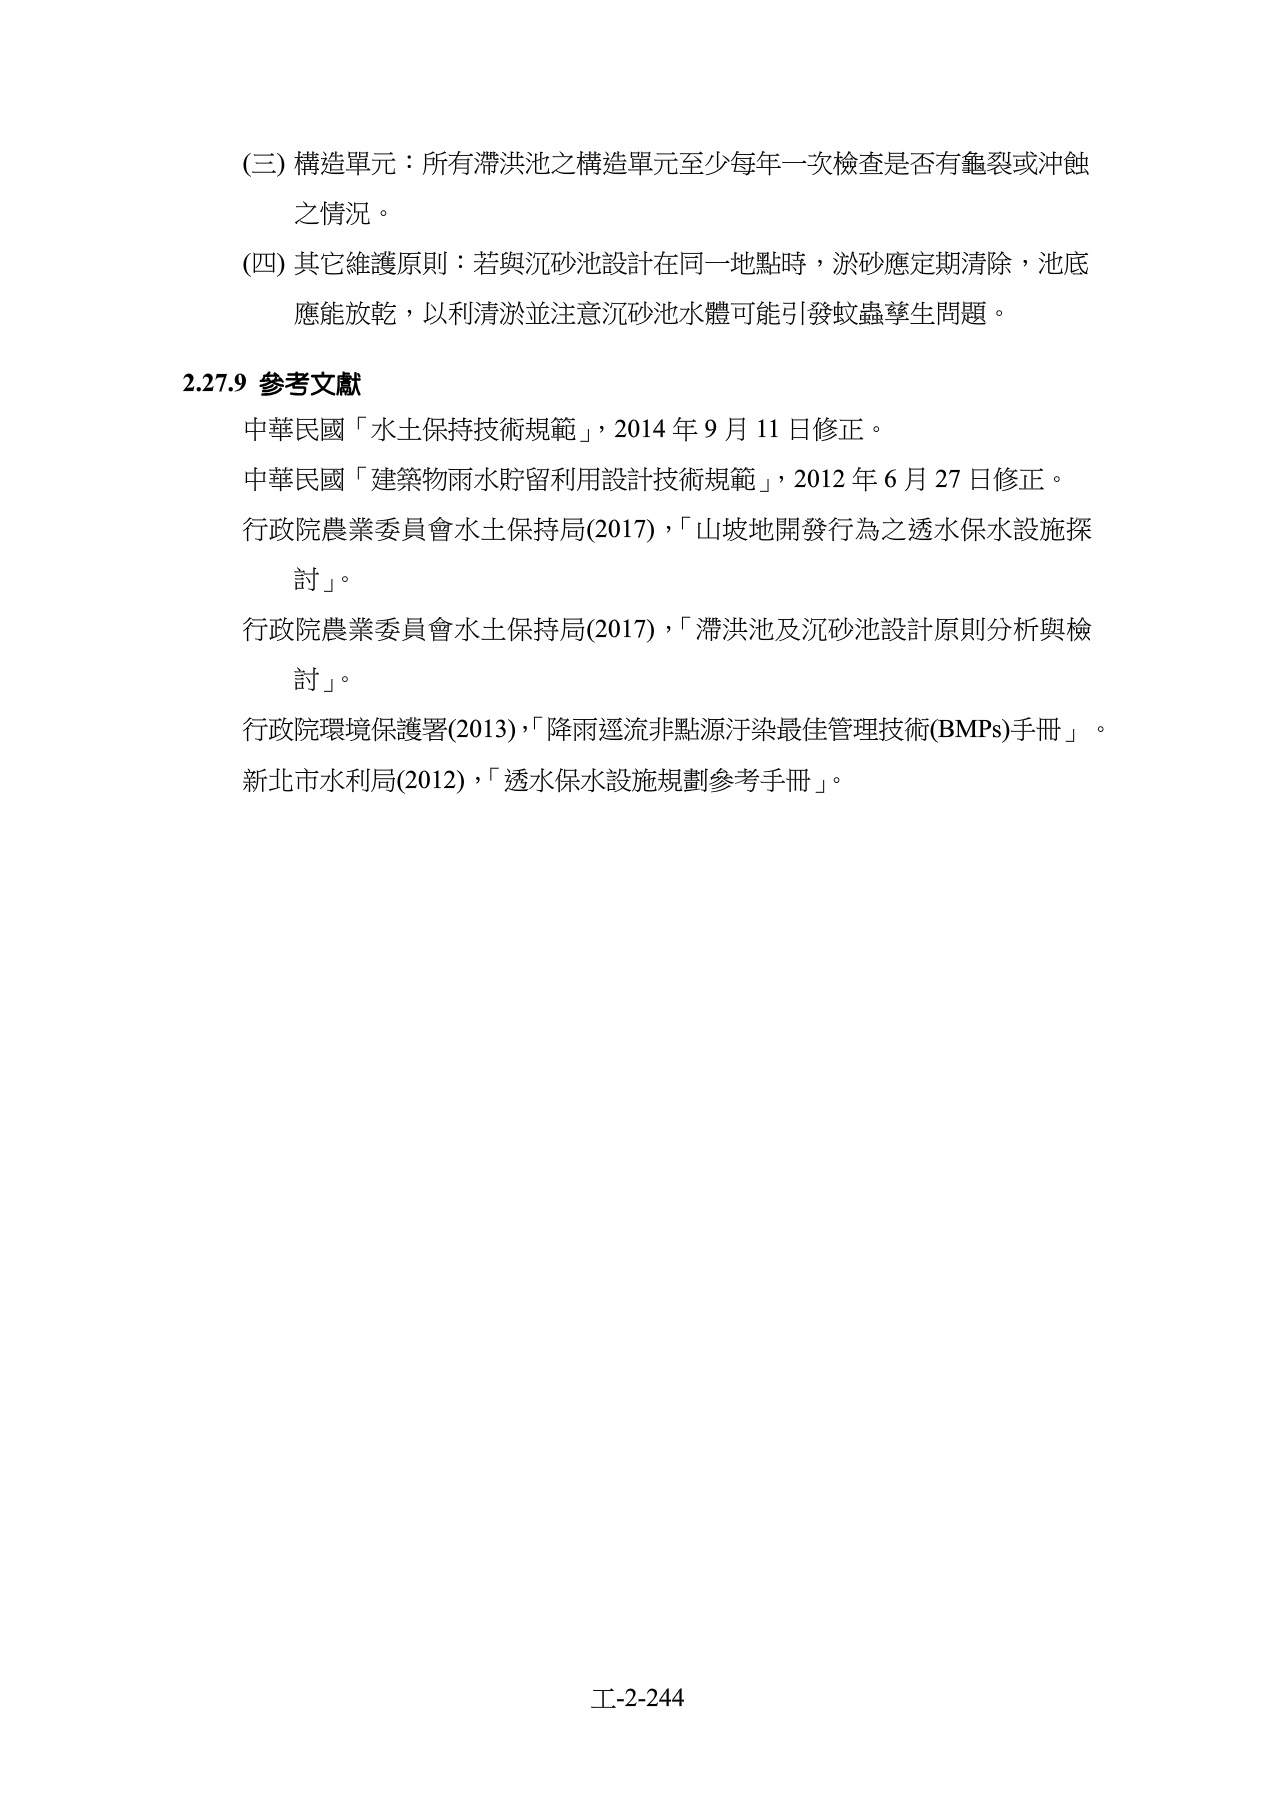 (三) 構造單元：所有滯洪池之構造單元至少每年一次檢查是否有龜裂或沖蝕
之情況。
(四) 其它維護原則：若與沉砂池設計在同一地點時，淤砂應定期清除，池底
應能放乾，以利清淤並注意沉砂池水體可能引發蚊蟲孳生問題。
2.27.9 參考文獻
中華民國「水土保持技術規範」，2014 年 9 月 11 日修正。
中華民國「建築物雨水貯留利用設計技術規範」，2012 年 6 月 27 日修正。
行政院農業委員會水土保持局(2017)，「山坡地開發行為之透水保水設施探
討」。
行政院農業委員會水土保持局(2017)，「滯洪池及沉砂池設計原則分析與檢
討」。
行政院環境保護署(2013)，「降雨逕流非點源汙染最佳管理技術(BMPs)手冊」。
新北市水利局(2012)，「透水保水設施規劃參考手冊」。
工-2-244